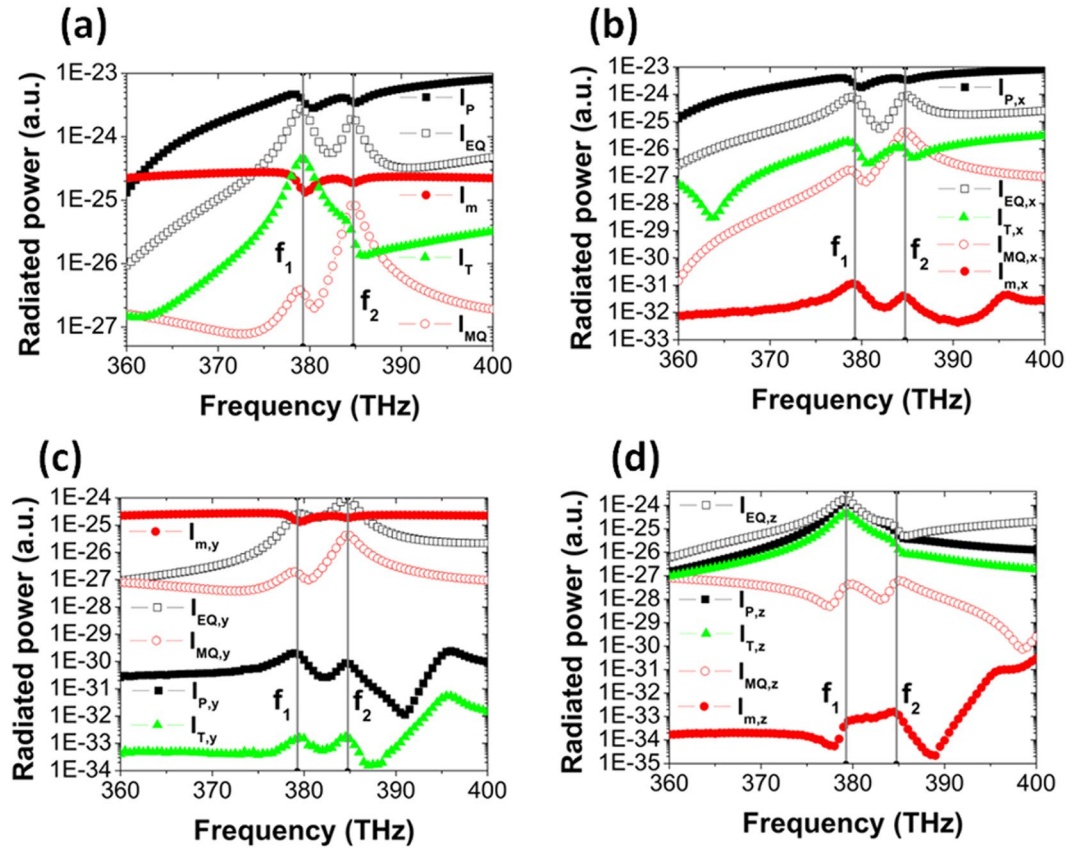 (a)
1E-23
1E-24
1E-25
1E-26
1E-27
Radiated power (a.u.)
I_P
I_EQ
I_m
I_T
I_MQ
f_1
f_2
360 370 380 390 400
Frequency (THz)
(b)
1E-23
1E-24
1E-25
1E-26
1E-27
1E-28
1E-29
1E-30
1E-31
1E-32
1E-33
Radiated power (a.u.)
I_P,x
I_EQ,x
I_T,x
I_MQ,x
I_m,x
f_1
f_2
360 370 380 390 400
Frequency (THz)
(c)
1E-24
1E-25
1E-26
1E-27
1E-28
1E-29
1E-30
1E-31
1E-32
1E-33
1E-34
Radiated power (a.u.)
I_m,y
I_EQ,y
I_MQ,y
I_P,y
I_T,y
f_1
f_2
360 370 380 390 400
Frequency (THz)
(d)
1E-24
1E-25
1E-26
1E-27
1E-28
1E-29
1E-30
1E-31
1E-32
1E-33
1E-34
1E-35
Radiated power (a.u.)
I_EQ,z
I_P,z
I_T,z
I_MQ,z
I_m,z
f_1
f_2
360 370 380 390 400
Frequency (THz)